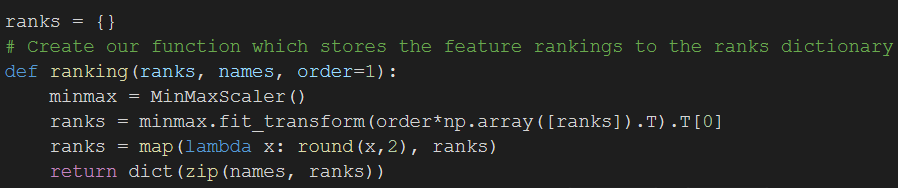 ranks = {}
# Create our function which stores the feature rankings to the ranks dictionary
def ranking(ranks, names, order=1):
    minmax = MinMaxScaler()
    ranks = minmax.fit_transform(order*np.array([ranks]).T).T[0]
    ranks = map(lambda x: round(x,2), ranks)
    return dict(zip(names, ranks))